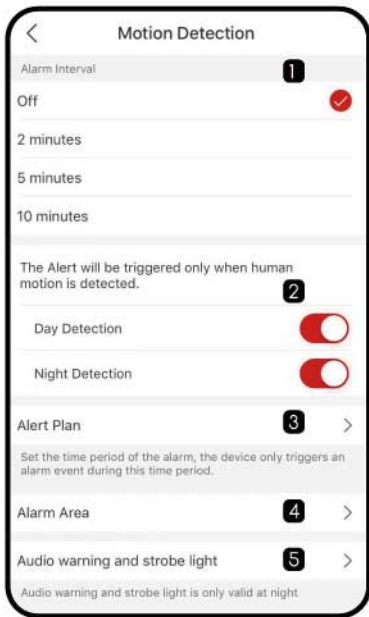 Motion Detection
Alarm Interval
1
Off
2 minutes
5 minutes
10 minutes
The Alert will be triggered only when human
motion is detected.
2
Day Detection
Night Detection
Alert Plan 3
Set the time period of the alarm, the device only triggers an
alarm event during this time period.
Alarm Area 4
Audio warning and strobe light 5
Audio warning and strobe light is only valid at night